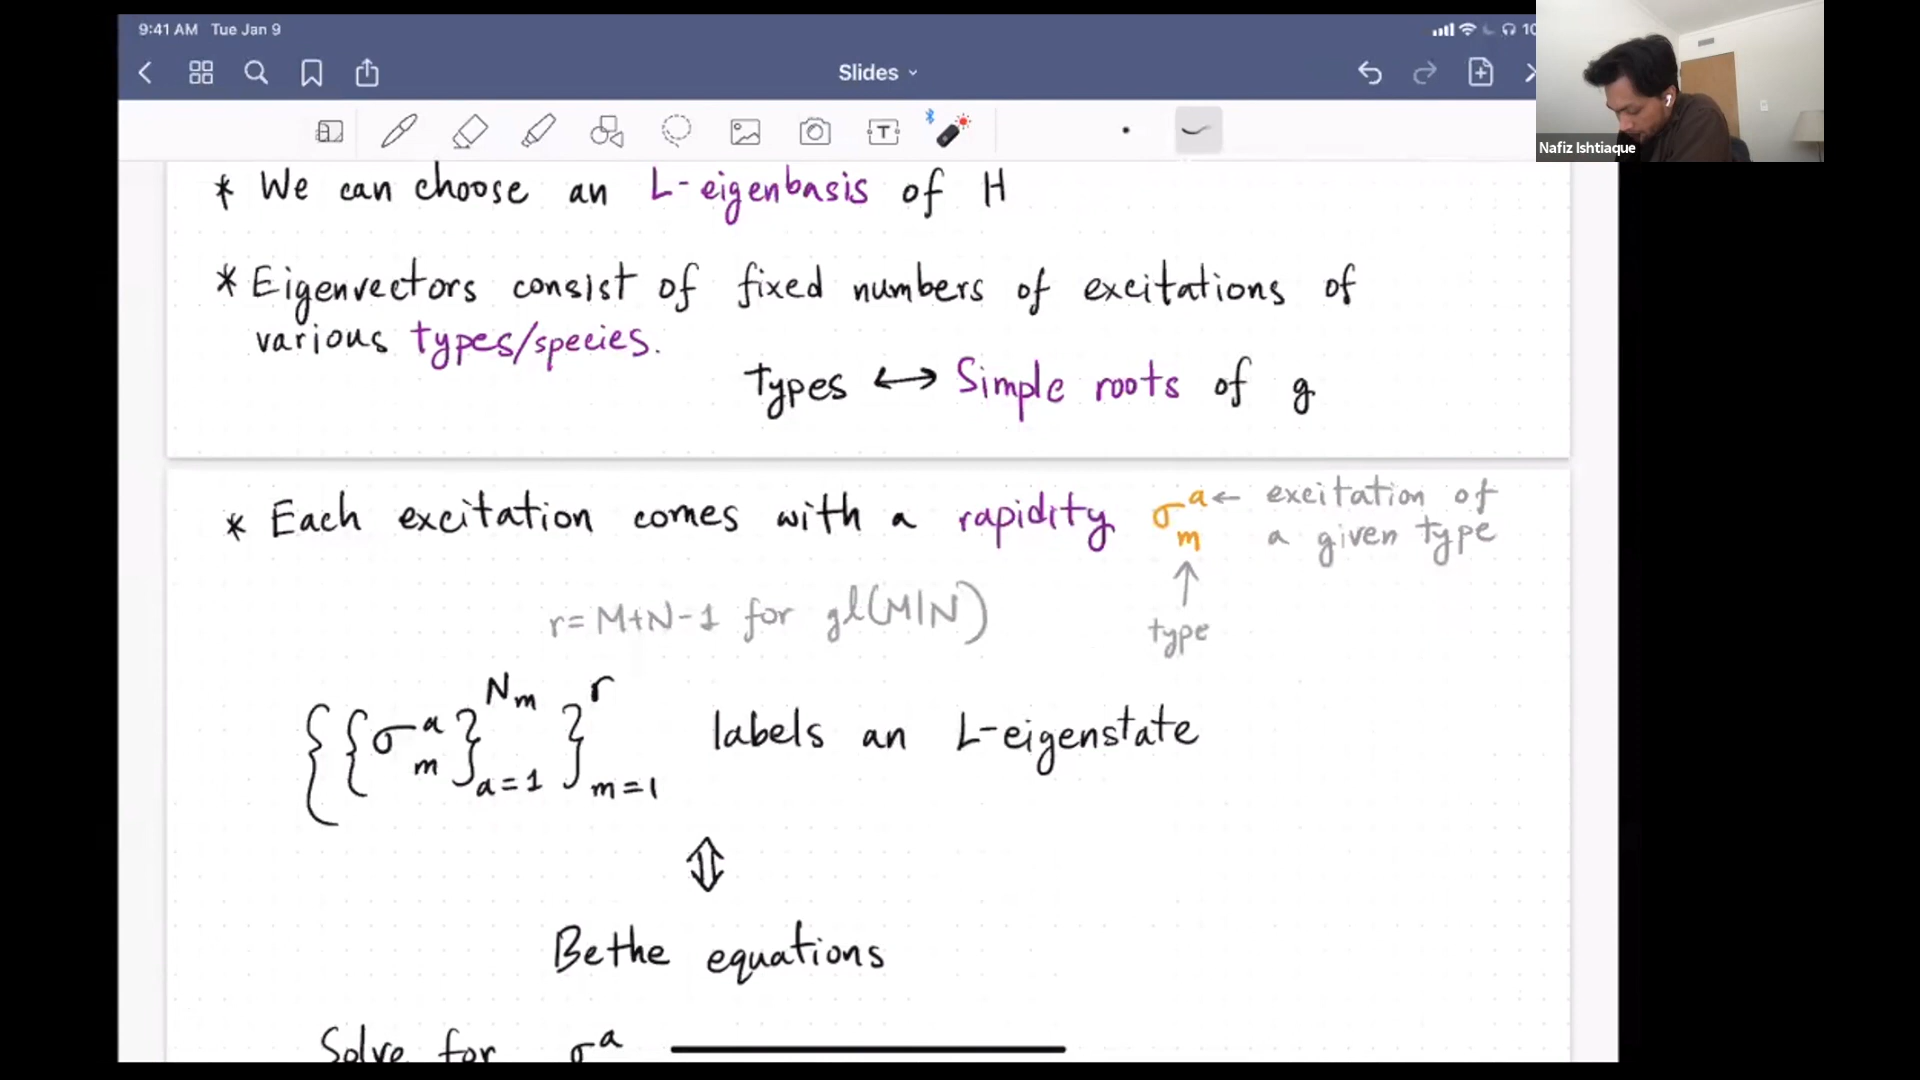 9:41 AM Tue Jan 9
Slides
Nafiz Ishtiaque
* We can choose an L-eigenbasis of H
* Eigenvectors consist of fixed numbers of excitations of
various types/species.
Types ↔ Simple roots of g
* Each excitation comes with a rapidity σ^a_m ← excitation of
a given type
↑
type
r=M+N-1 for gl(M|N)
{{σ^a_m}^{N_m}_{a=1}}^r_{m=1} labels an L-eigenstate
⇕
Bethe equations
Solve for σ^a